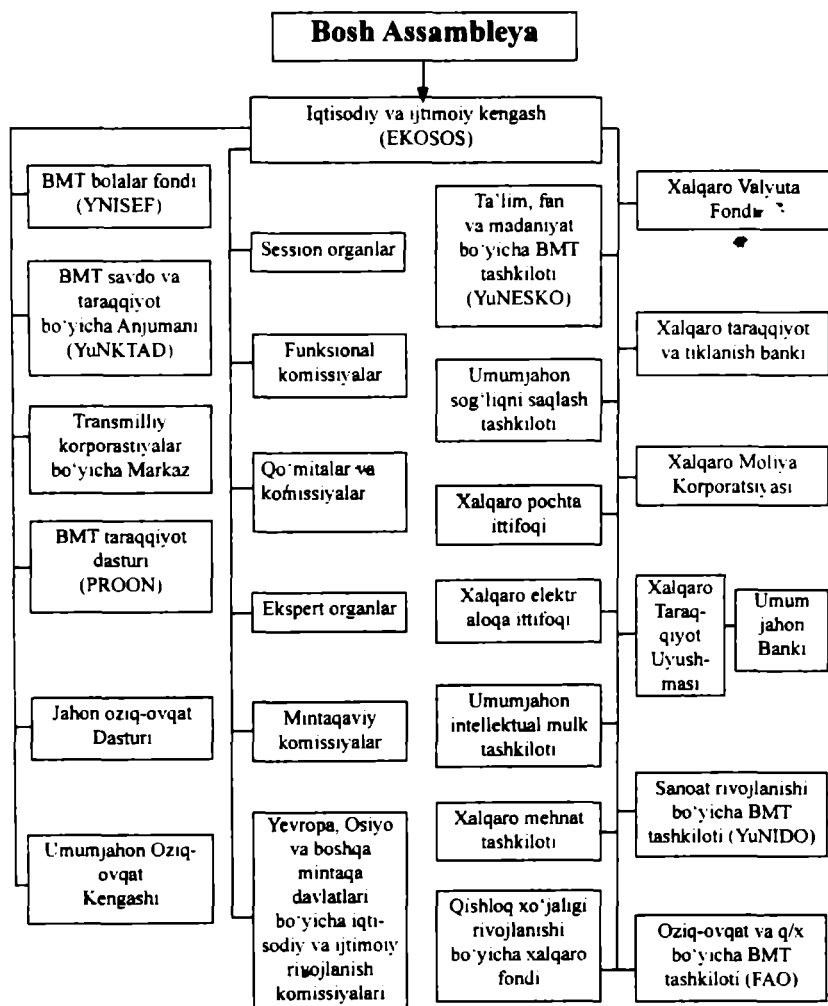 Bosh Assambleya
Iqtisodiy va ijtimoiy kengash
(EKOSOS)
BMT bolalar fondi
(YNISEF)
BMT savdo va
taraqqiyot
bo‘yicha Anjumani
(YuNKTAD)
Transmilliy
korporastiyalar
bo‘yicha Markaz
BMT taraqqiyot
dasturi
(PROON)
Jahon oziq-ovqat
Dasturi
Umumjahon Oziq-
ovqat
Kengashi
Session organlar
Funksional
komissiyalar
Qo‘mitalar va
komissiyalar
Ekspert organlar
Mintaqaviy
komissiyalar
Yevropa, Osiyo
va boshqa
mintaqa
davlatlari
bo‘yicha iqti-
sodiy va ijtimoiy
rivojlanish
komissiyalari
Ta’lim, fan
va madaniyat
bo‘yicha BMT
tashkiloti
(YuNESKO)
Umumjahon
sog‘liqni saqlash
tashkiloti
Xalqaro pochta
ittifoqi
Xalqaro elektr
aloqa ittifoqi
Umumjahon
intellektual mulk
tashkiloti
Xalqaro mehnat
tashkiloti
Qishloq xo‘jaligi
rivojlanishi
bo‘yicha xalqaro
fondi
Xalqaro Valyuta
Fondi
Xalqaro taraqqiyot
va tiklanish banki
Xalqaro Moliya
Korporatsiyasi
Xalqaro
Taraq-
qiyot
Uyush-
masi
Umum
jahon
Banki
Sanoat rivojlanishi
bo‘yicha BMT
tashkiloti (YuNIDO)
Oziq-ovqat va q/x
bo‘yicha BMT
tashkiloti (FAO)